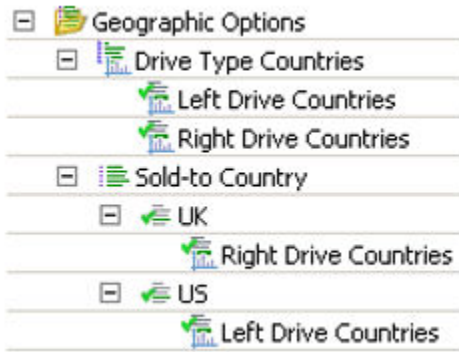 Geographic Options
Drive Type Countries
Left Drive Countries
Right Drive Countries
Sold-to Country
UK
Right Drive Countries
US
Left Drive Countries